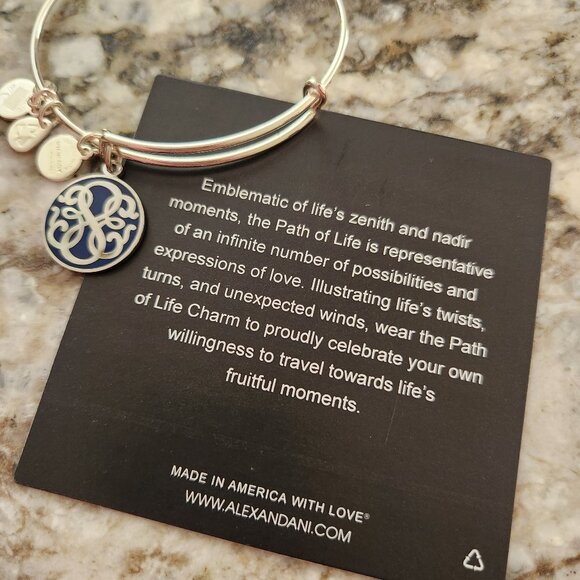 Emblematic of life's zenith and nadir
moments, the Path of Life is representative
of an infinite number of possibilities and
expressions of love. Illustrating life's twists,
turns, and unexpected winds, wear the Path
of Life Charm to proudly celebrate your own
willingness to travel towards life's
fruitful moments.
MADE IN AMERICA WITH LOVE®
WWW.ALEXANDANI.COM